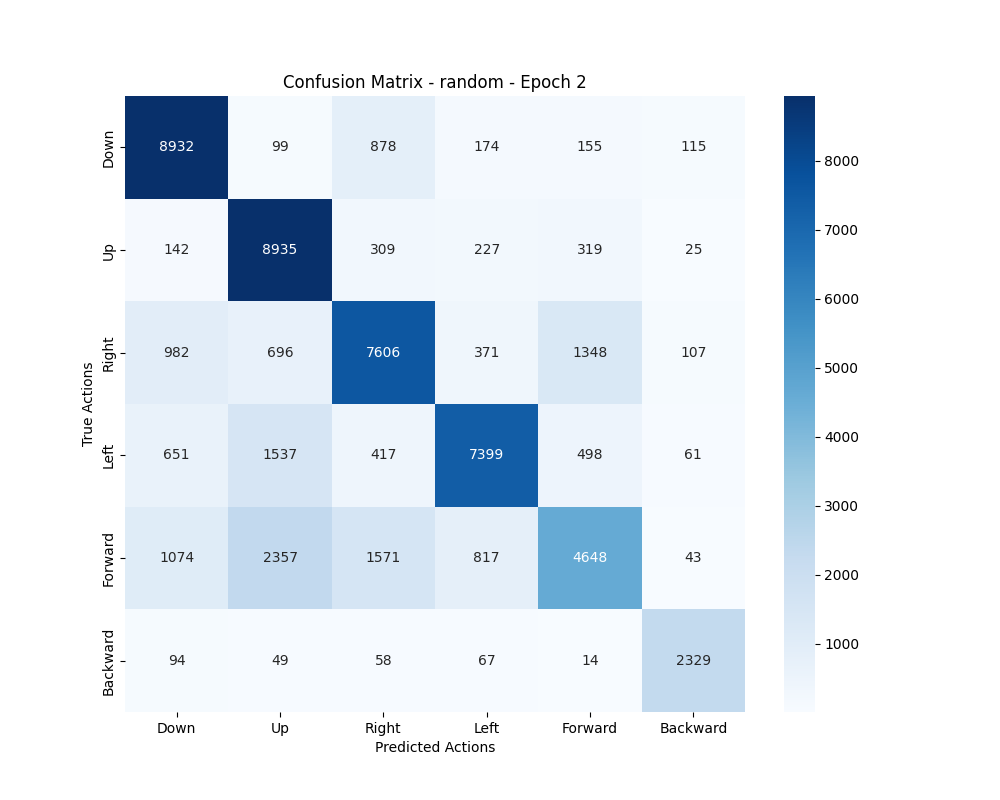 Confusion Matrix - random - Epoch 2
Down 8932 99 878 174 155 115
Up 142 8935 309 227 319 25
Right 982 696 7606 371 1348 107
Left 651 1537 417 7399 498 61
Forward 1074 2357 1571 817 4648 43
Backward 94 49 58 67 14 2329
True Actions
Down Up Right Left Forward Backward
Predicted Actions
8000
7000
6000
5000
4000
3000
2000
1000